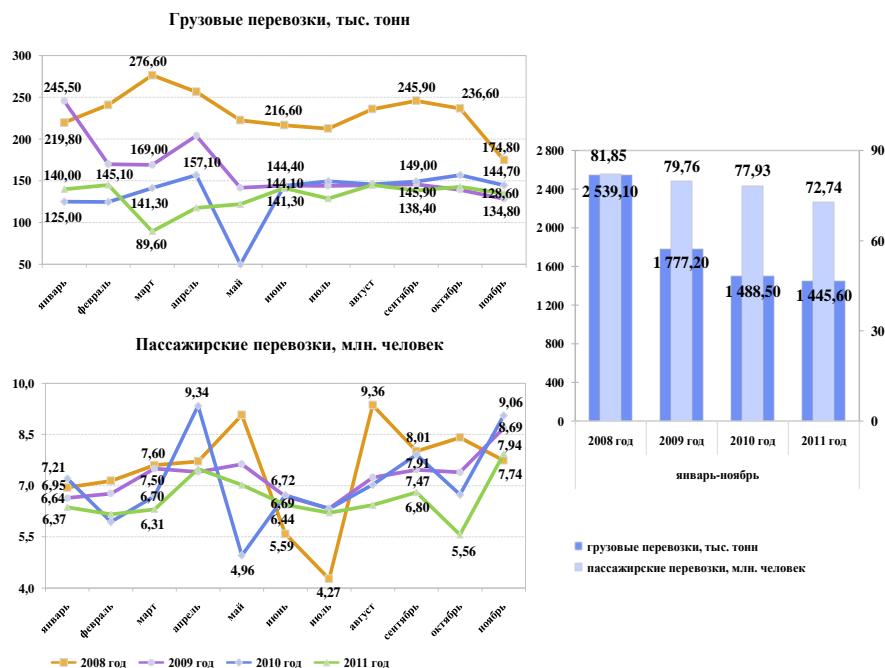 Грузовые перевозки, тыс. тонн
300
250
200
150
100
50
245,50
219,80
140,00
125,00
145,10
276,60
169,00
141,30
89,60
157,10
216,60
144,40
144,10
141,30
245,90
149,00
145,90
138,40
236,60
174,80
144,70
128,60
134,80
январь
февраль
март
апрель
май
июнь
июль
август
сентябрь
октябрь
ноябрь
Пассажирские перевозки, млн. человек
10,0
8,5
7,0
5,5
4,0
7,21
6,95
6,64
6,37
7,60
7,50
6,70
6,31
9,34
4,96
6,72
6,69
6,44
5,59
4,27
9,36
8,01
7,91
7,47
6,80
5,56
9,06
8,69
7,94
7,74
январь
февраль
март
апрель
май
июнь
июль
август
сентябрь
октябрь
ноябрь
2008 год
2009 год
2010 год
2011 год
2 800
2 400
2 000
1 600
1 200
800
400
0
90
60
30
0
81,85
2 539,10
79,76
1 777,20
77,93
1 488,50
72,74
1 445,60
2008 год
2009 год
2010 год
2011 год
январь-ноябрь
грузовые перевозки, тыс. тонн
пассажирские перевозки, млн. человек